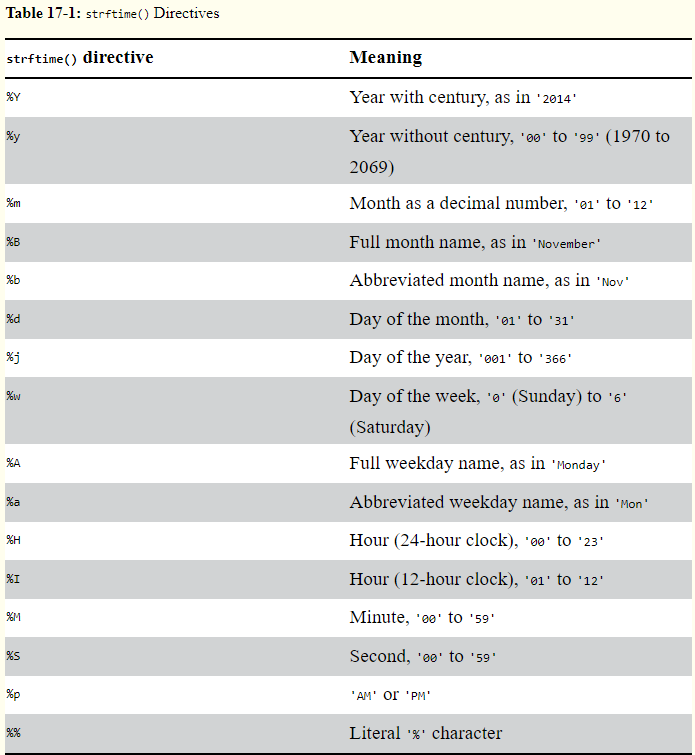 Table 17-1: strftime() Directives
strftime() directive Meaning
%Y Year with century, as in '2014'
%y Year without century, '00' to '99' (1970 to
2069)
%m Month as a decimal number, '01' to '12'
%B Full month name, as in 'November'
%b Abbreviated month name, as in 'Nov'
%d Day of the month, '01' to '31'
%j Day of the year, '001' to '366'
%w Day of the week, '0' (Sunday) to '6'
(Saturday)
%A Full weekday name, as in 'Monday'
%a Abbreviated weekday name, as in 'Mon'
%H Hour (24-hour clock), '00' to '23'
%I Hour (12-hour clock), '01' to '12'
%M Minute, '00' to '59'
%S Second, '00' to '59'
%p 'AM' or 'PM'
%% Literal '%' character